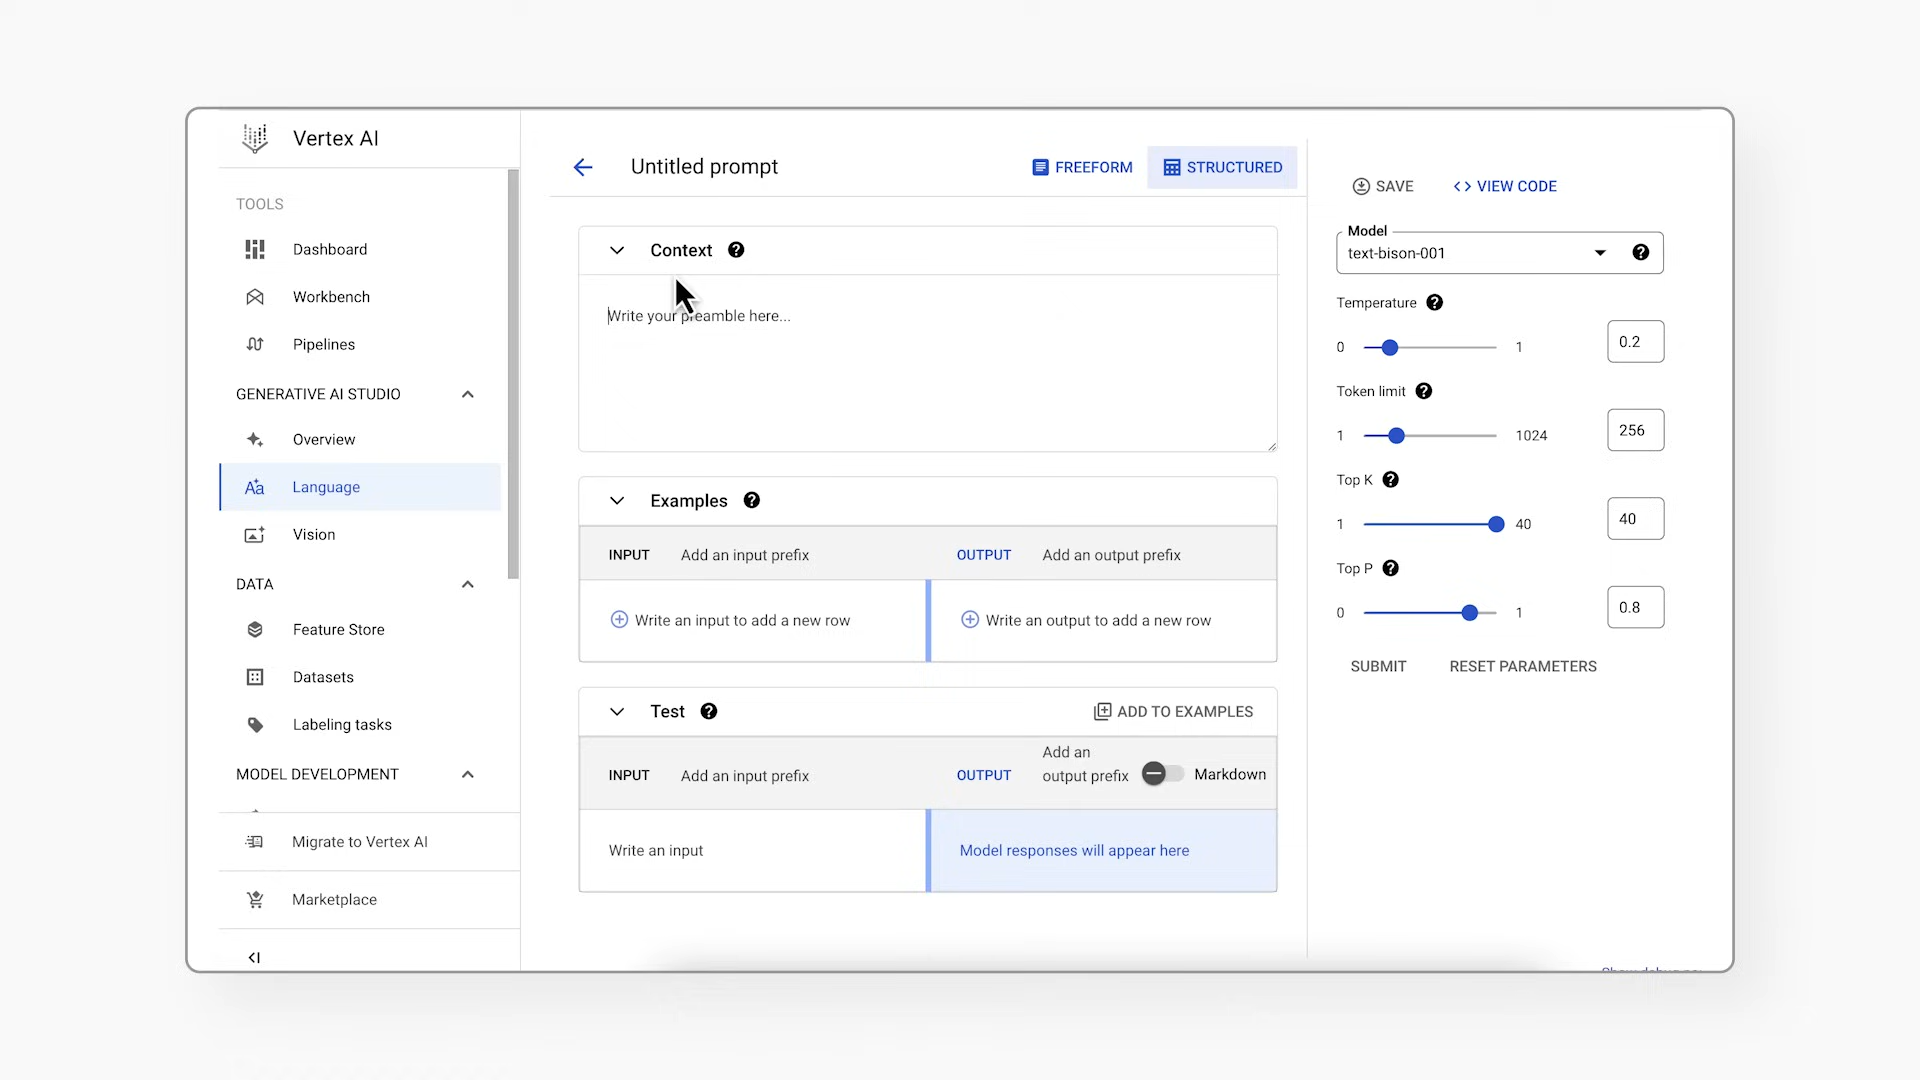 Vertex AI
TOOLS
Dashboard
Workbench
Pipelines
GENERATIVE AI STUDIO
Overview
Language
Vision
DATA
Feature Store
Datasets
Labeling tasks
MODEL DEVELOPMENT
Migrate to Vertex AI
Marketplace
Untitled prompt
FREEFORM
STRUCTURED
Context
Write your preamble here...
Examples
INPUT Add an input prefix OUTPUT Add an output prefix
Write an input to add a new row Write an output to add a new row
Test ADD TO EXAMPLES
INPUT Add an input prefix OUTPUT Add an
output prefix Markdown
Write an input Model responses will appear here
SAVE <> VIEW CODE
Model
text-bison-001
Temperature
0 1 0.2
Token limit
1 1024 256
Top K
1 40 40
Top P
0 1 0.8
SUBMIT RESET PARAMETERS